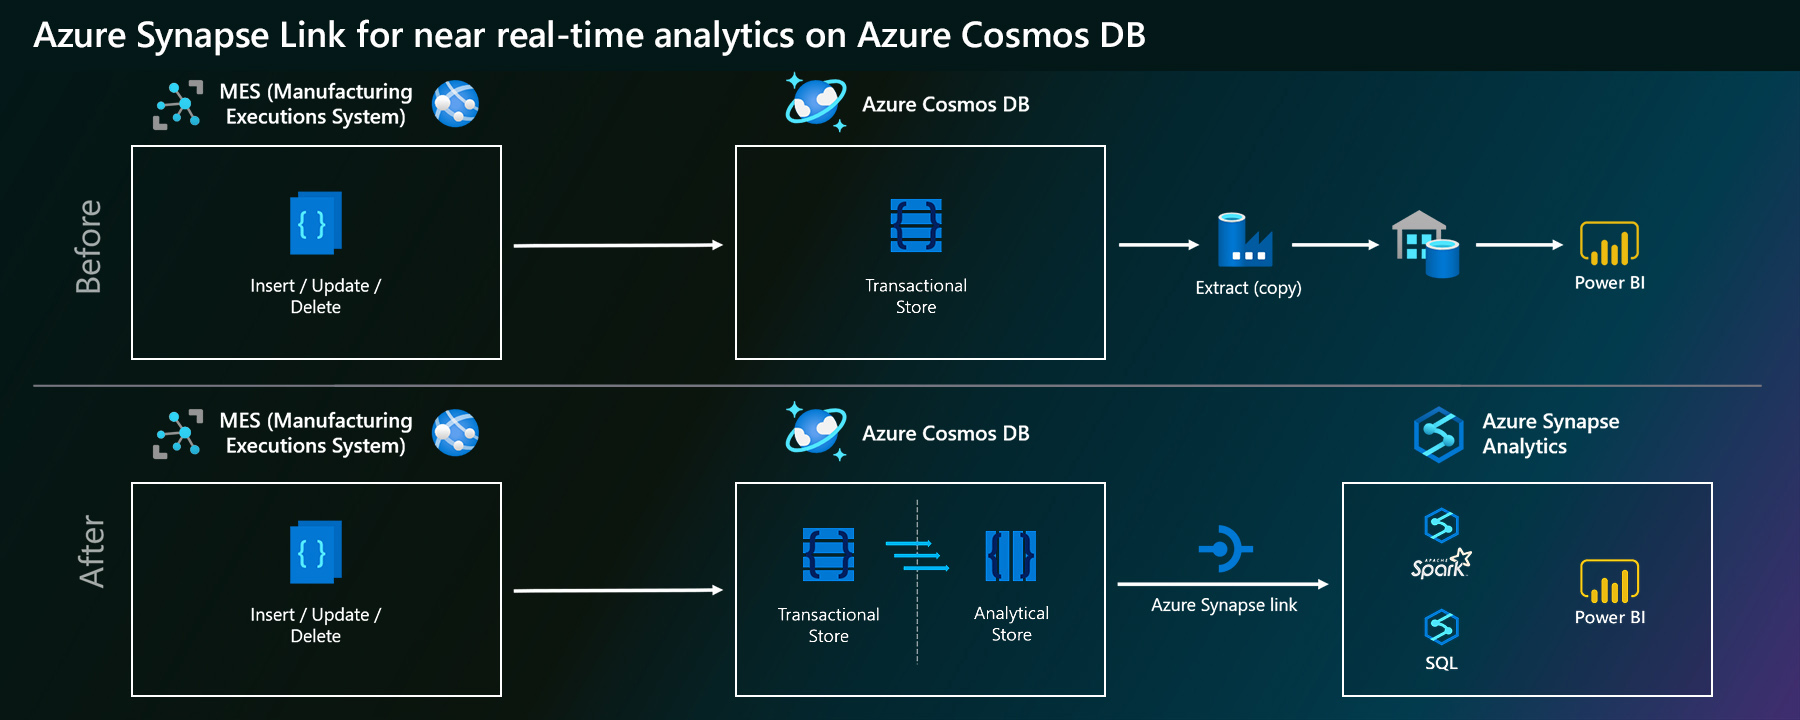 Azure Synapse Link for near real-time analytics on Azure Cosmos DB
MES (Manufacturing
Executions System)
Azure Cosmos DB
Before
{ }
Insert / Update /
Delete
Transactional
Store
Extract (copy)
Power BI
MES (Manufacturing
Executions System)
Azure Cosmos DB
Azure Synapse
Analytics
After
{ }
Insert / Update /
Delete
Transactional
Store
Analytical
Store
Azure Synapse link
APACHE
Spark™
SQL
Power BI